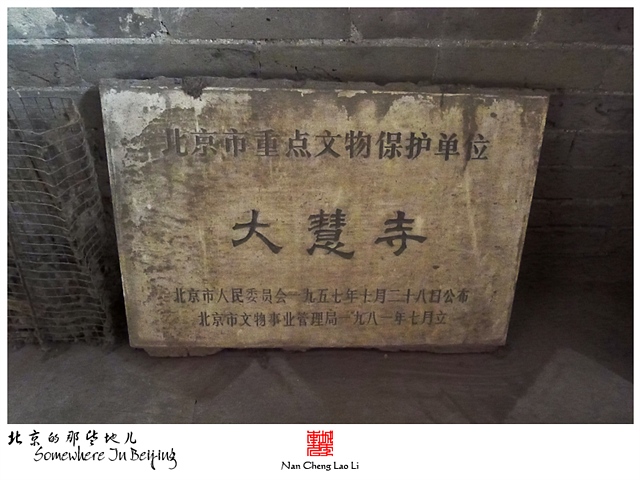 北京市重点文物保护单位
大慧寺
北京市人民委员会一九五七年十月二十八日公布
北京市文物事业管理局一九八一年七月立
北京的那些地儿
Somewhere In Beijing
Nan Cheng Lao Li